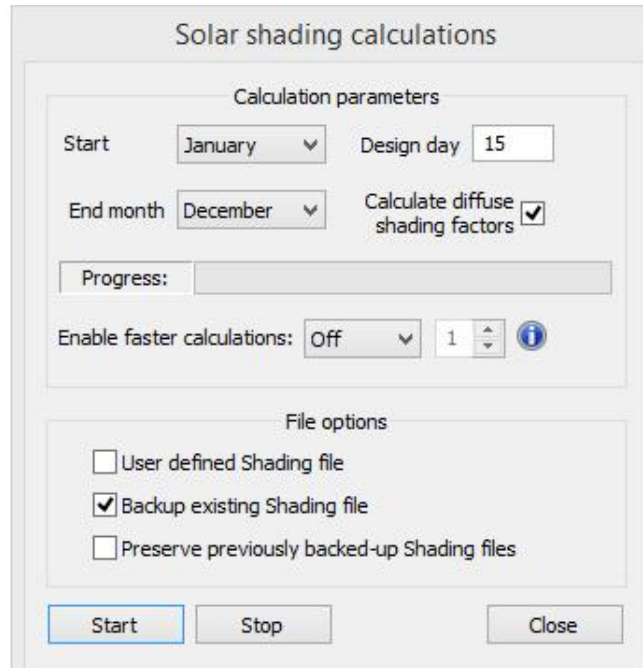 Solar shading calculations
Calculation parameters
Start January Design day 15
End month December Calculate diffuse
shading factors
Progress:
Enable faster calculations: Off 1
File options
User defined Shading file
Backup existing Shading file
Preserve previously backed-up Shading files
Start Stop Close